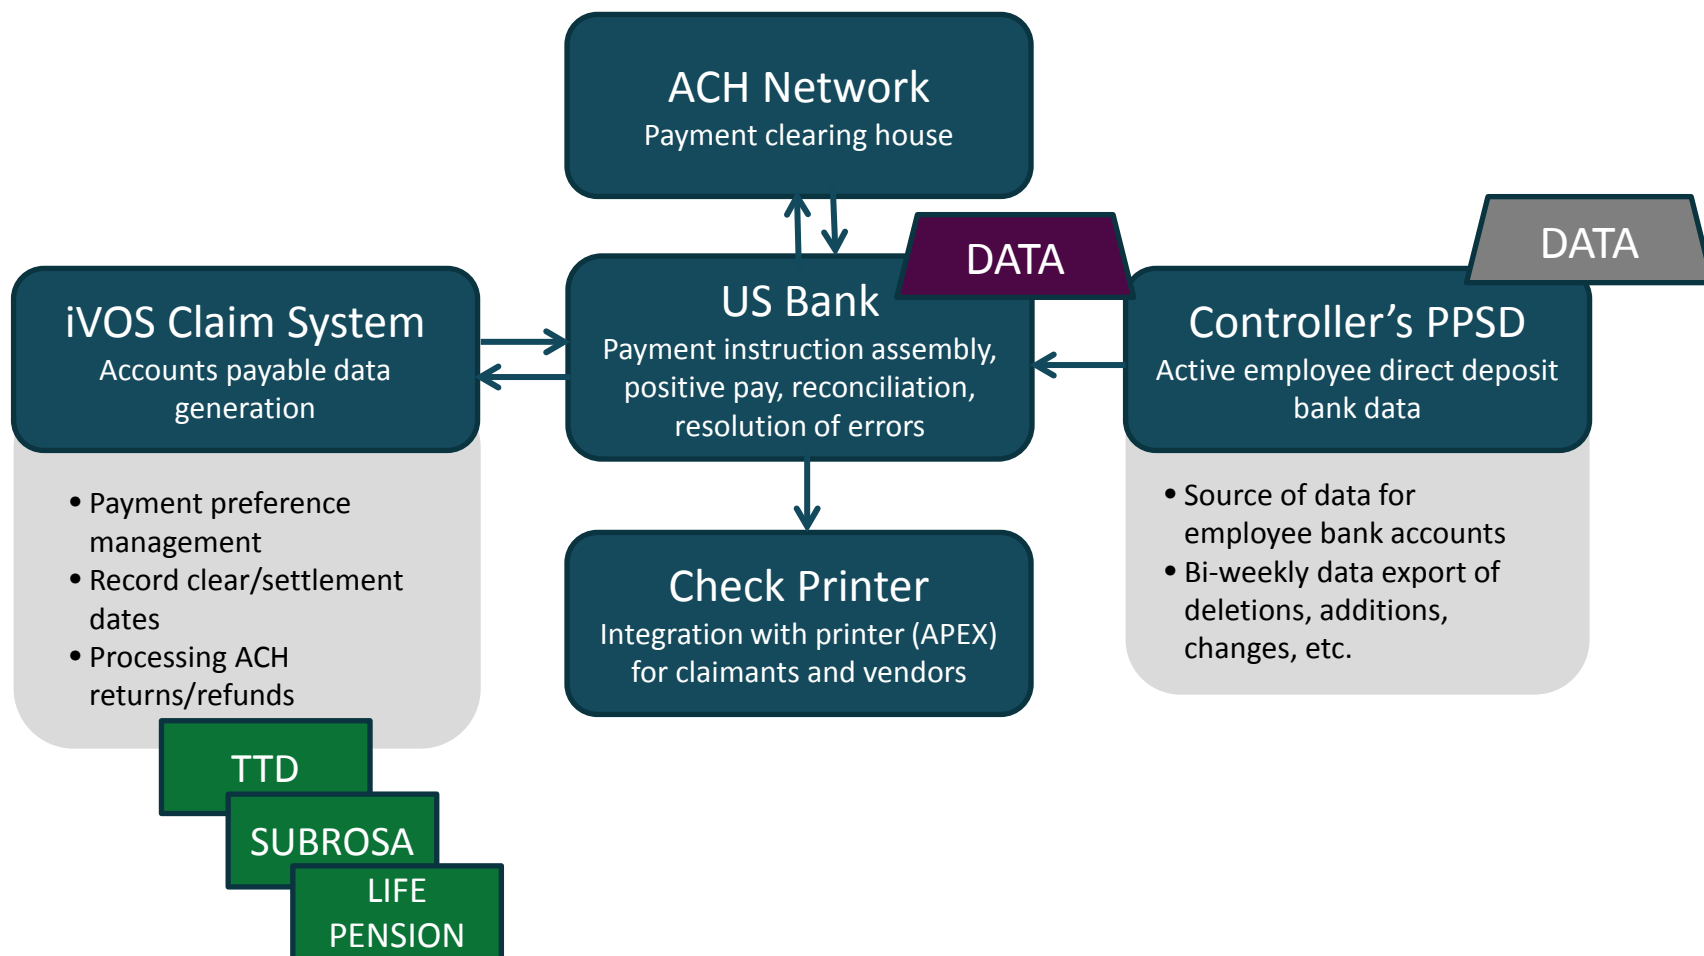 ACH Network
Payment clearing house
DATA
DATA
iVOS Claim System
Accounts payable data
generation
US Bank
Payment instruction assembly,
positive pay, reconciliation,
resolution of errors
Controller’s PPSD
Active employee direct deposit
bank data
• Payment preference
management
• Record clear/settlement
dates
• Processing ACH
returns/refunds
Check Printer
Integration with printer (APEX)
for claimants and vendors
• Source of data for
employee bank accounts
• Bi-weekly data export of
deletions, additions,
changes, etc.
TTD
SUBROSA
LIFE
PENSION